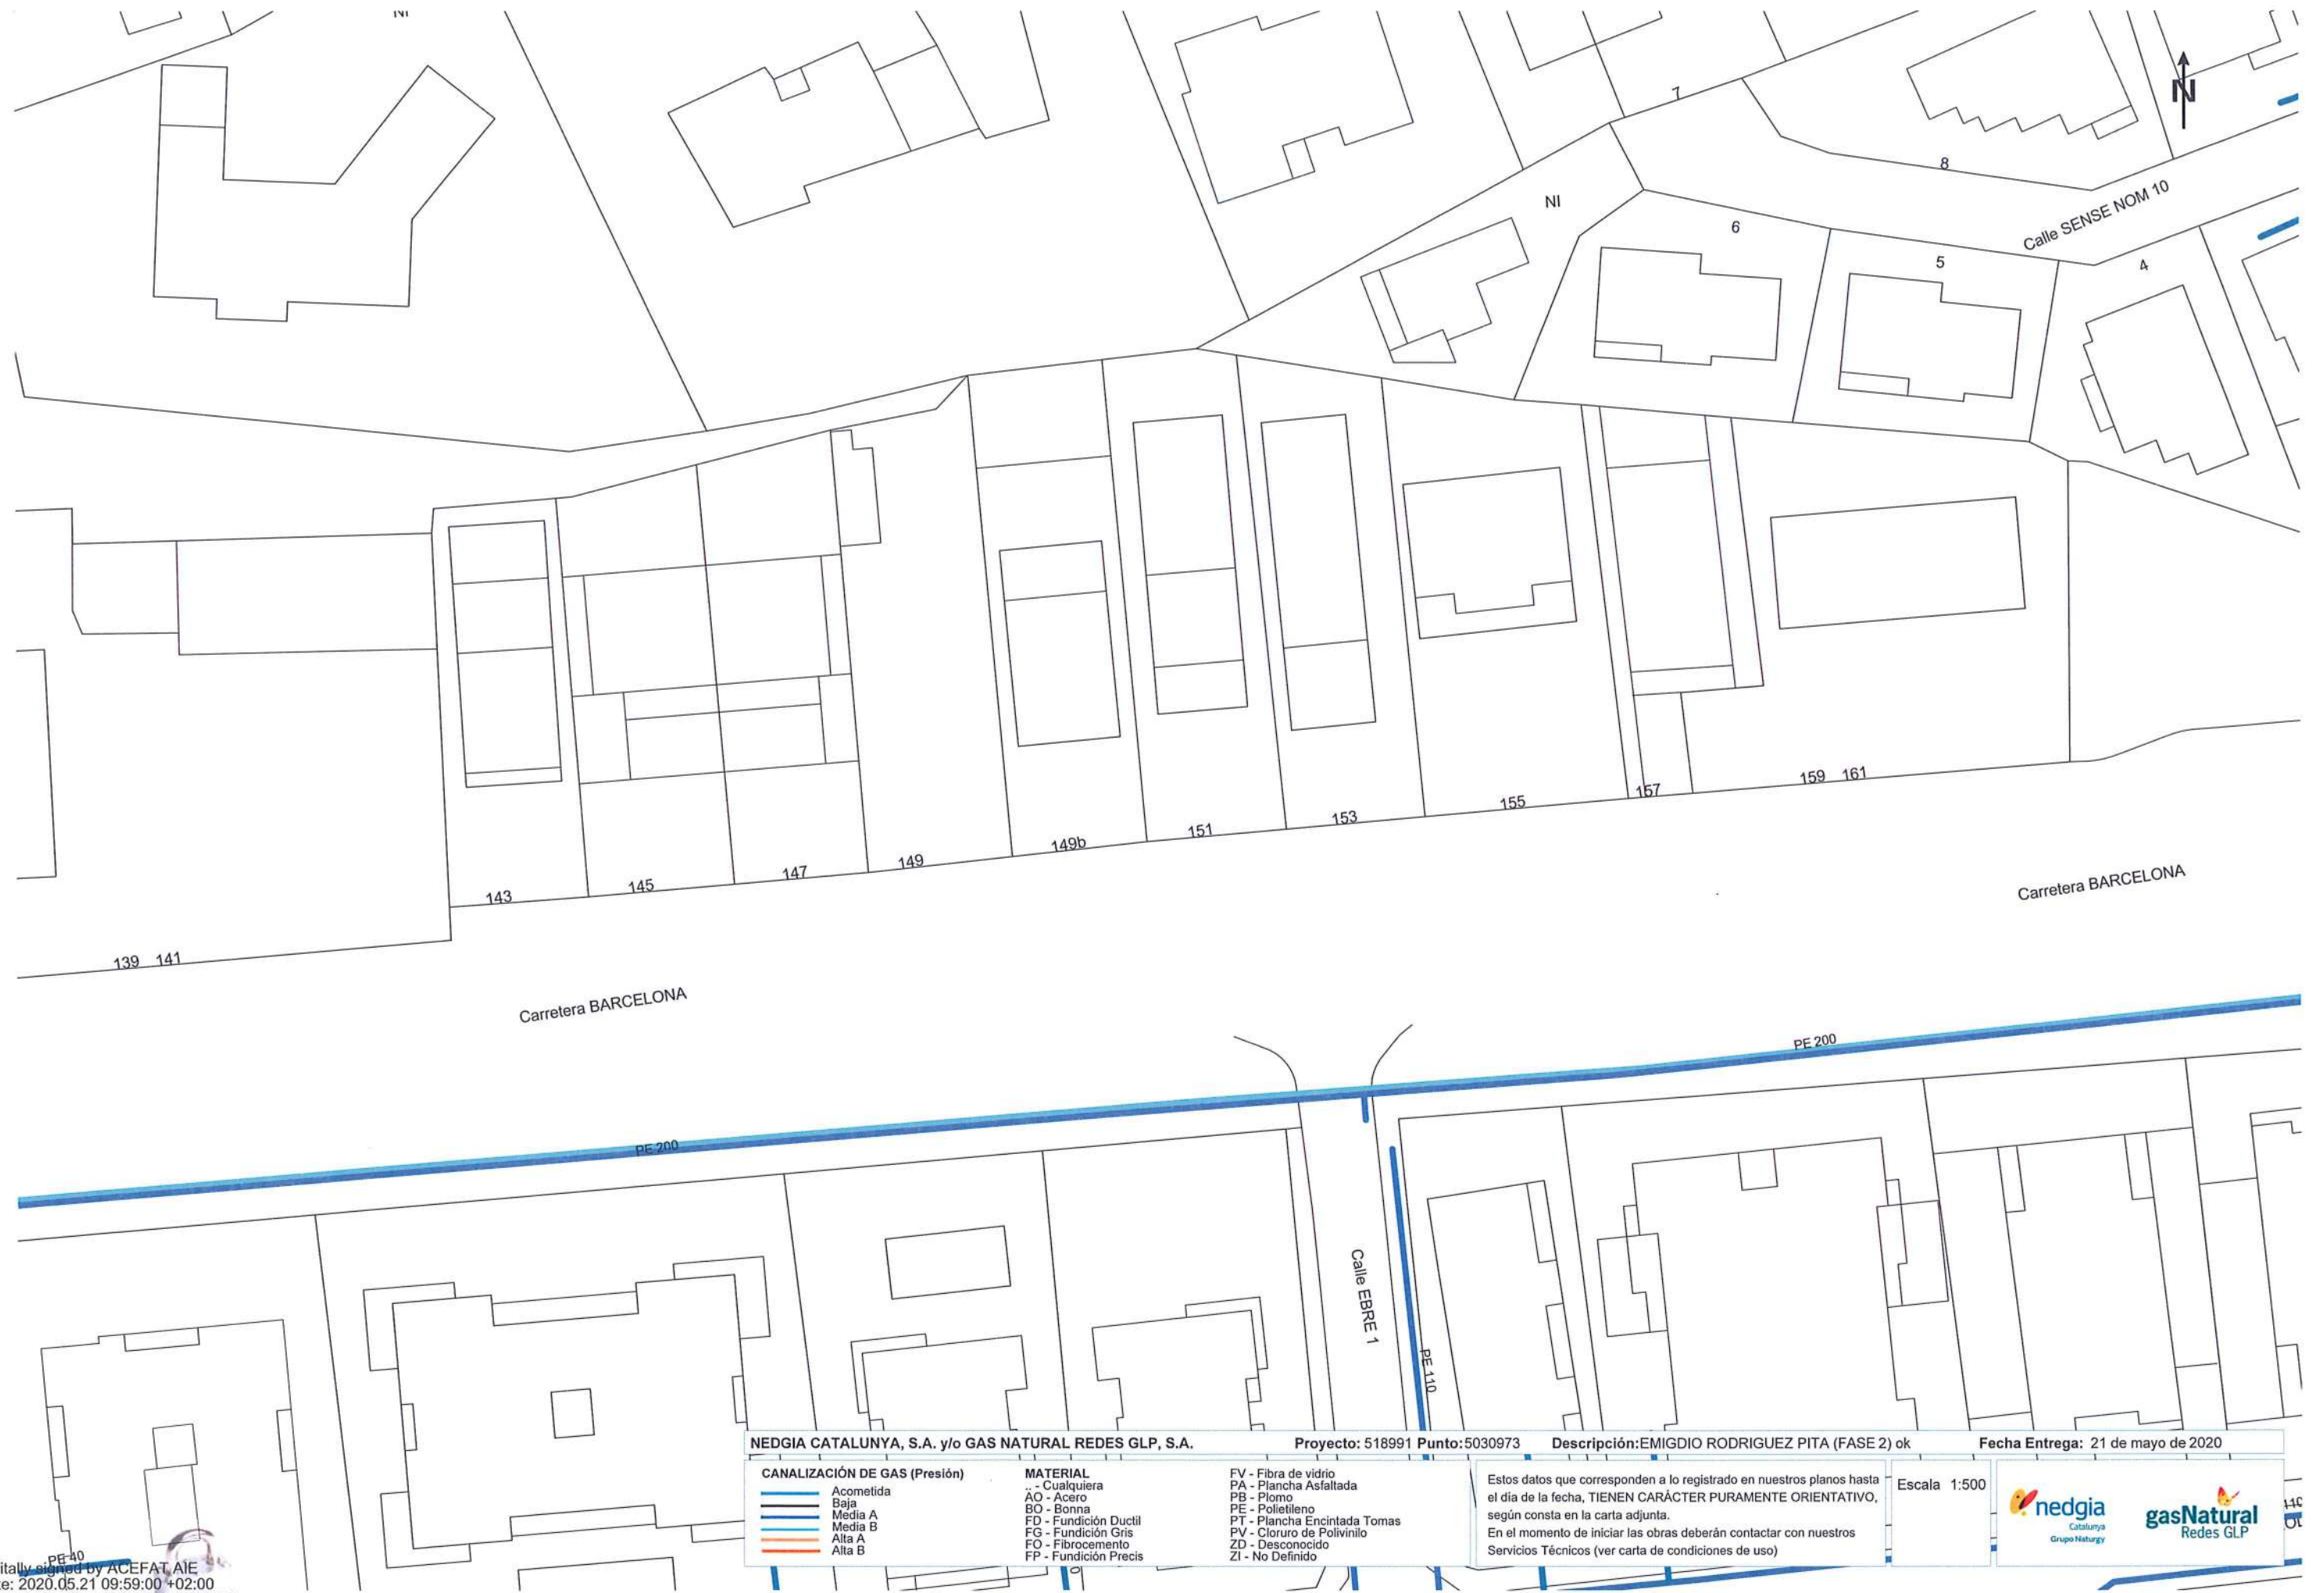 NI
N
7
8
Calle SENSE NOM 10
NI
6
5
4
159 161
157
155
153
151
149b
149
147
145
143
139 141
Carretera BARCELONA
Carretera BARCELONA
PE 200
PE 200
Calle EBRE 1
PE 110
PE 40
NEDGIA CATALUNYA, S.A. y/o GAS NATURAL REDES GLP, S.A. Proyecto: 518991 Punto:5030973 Descripción:EMIGDIO RODRIGUEZ PITA (FASE 2) ok Fecha Entrega: 21 de mayo de 2020
CANALIZACIÓN DE GAS (Presión)
Acometida
Baja
Media A
Media B
Alta A
Alta B
MATERIAL
.. - Cualquiera
AO - Acero
BO - Bonna
FD - Fundición Ductil
FG - Fundición Gris
FO - Fibrocemento
FP - Fundición Precis
FV - Fibra de vidrio
PA - Plancha Asfaltada
PB - Plomo
PE - Polietileno
PT - Plancha Encintada Tomas
PV - Cloruro de Polivinilo
ZD - Desconocido
ZI - No Definido
Estos datos que corresponden a lo registrado en nuestros planos hasta
el día de la fecha, TIENEN CARÁCTER PURAMENTE ORIENTATIVO,
según consta en la carta adjunta.
En el momento de iniciar las obras deberán contactar con nuestros
Servicios Técnicos (ver carta de condiciones de uso)
Escala 1:500
nedgia
Catalunya
Grupo Naturgy
gasNatural
Redes GLP
itally signed by ACEFAT AIE
e: 2020.05.21 09:59:00 +02:00